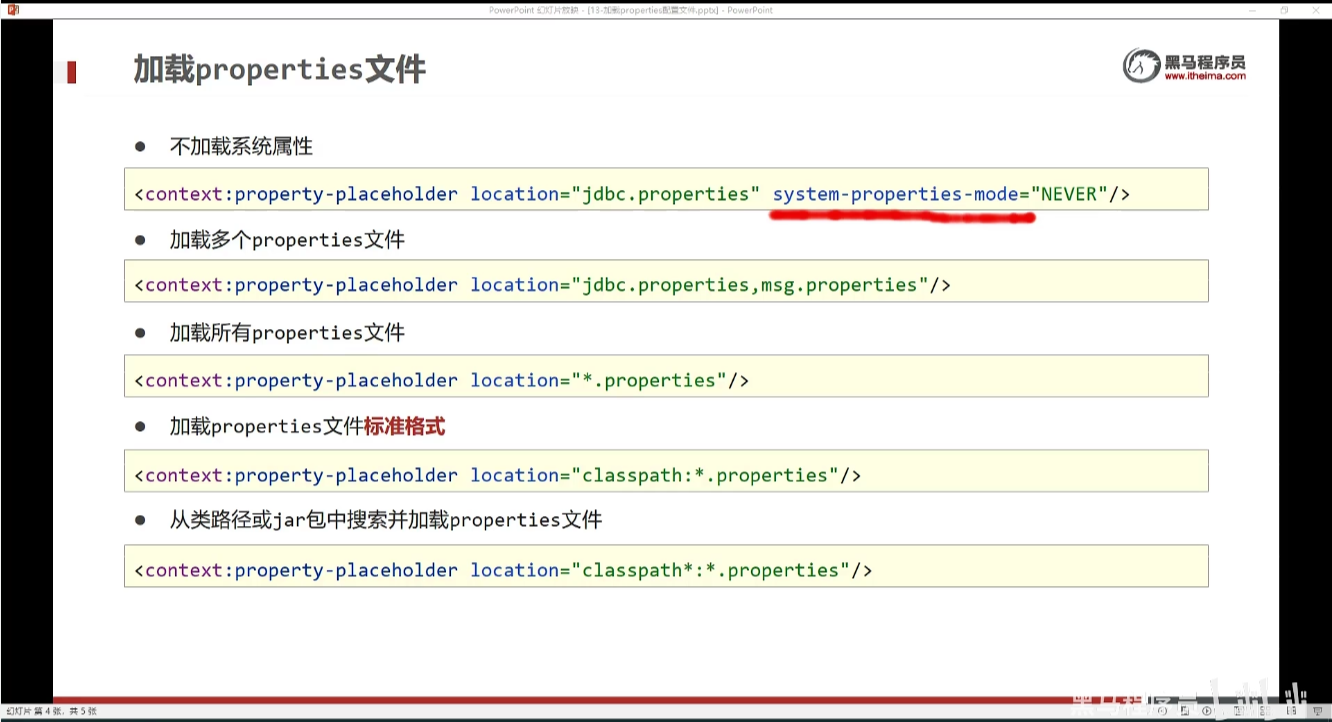 PowerPoint 幻灯片放映 - [13-加载properties配置文件.pptx] - PowerPoint
加载properties文件
黑马程序员
www.itheima.com
● 不加载系统属性
<context:property-placeholder location="jdbc.properties" system-properties-mode="NEVER"/>
● 加载多个properties文件
<context:property-placeholder location="jdbc.properties,msg.properties"/>
● 加载所有properties文件
<context:property-placeholder location="*.properties"/>
● 加载properties文件标准格式
<context:property-placeholder location="classpath:*.properties"/>
● 从类路径或jar包中搜索并加载properties文件
<context:property-placeholder location="classpath*:*.properties"/>
幻灯片 第 4 张，共 5 张
黑马程序员